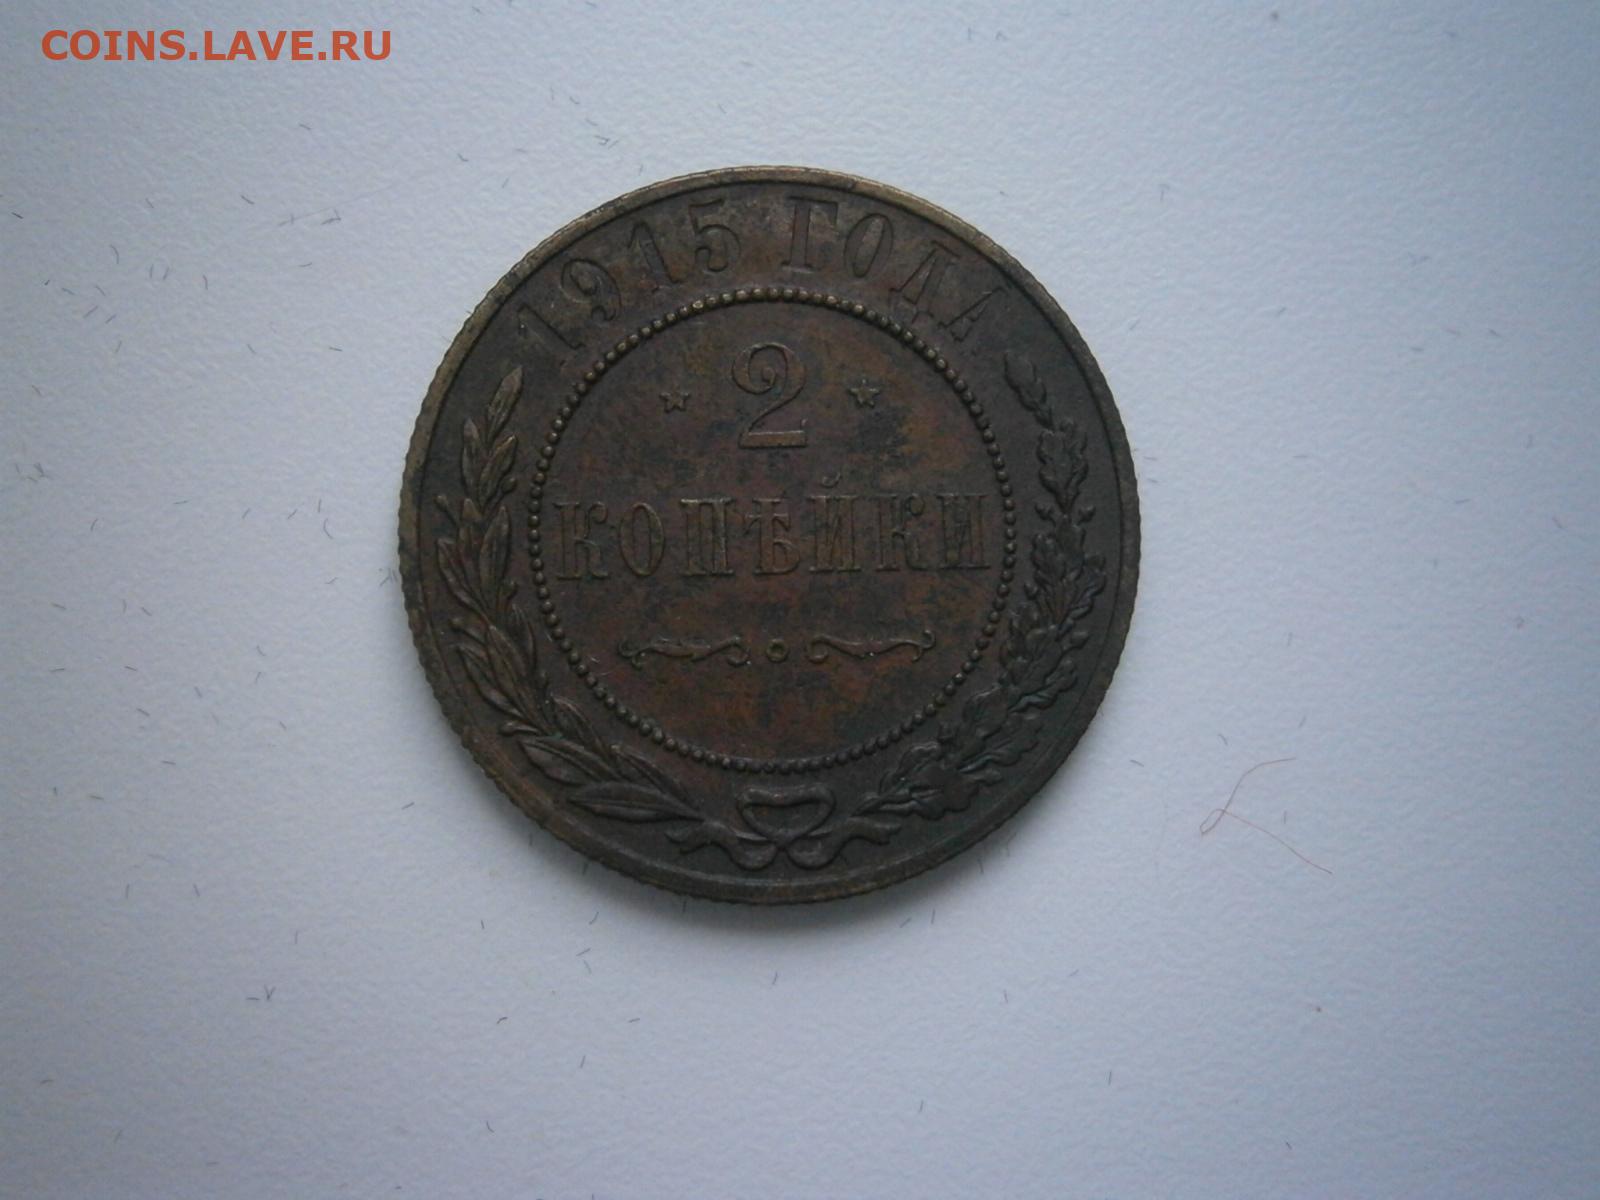 COINS.LAVE.RU
1915 ГОДА
2
КОПѢЙКИ